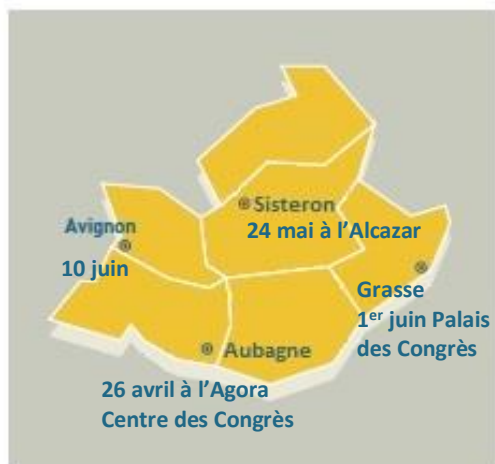 Sisteron
24 mai à l’Alcazar
Avignon
10 juin
Grasse
1er juin Palais
des Congrès
Aubagne
26 avril à l’Agora
Centre des Congrès